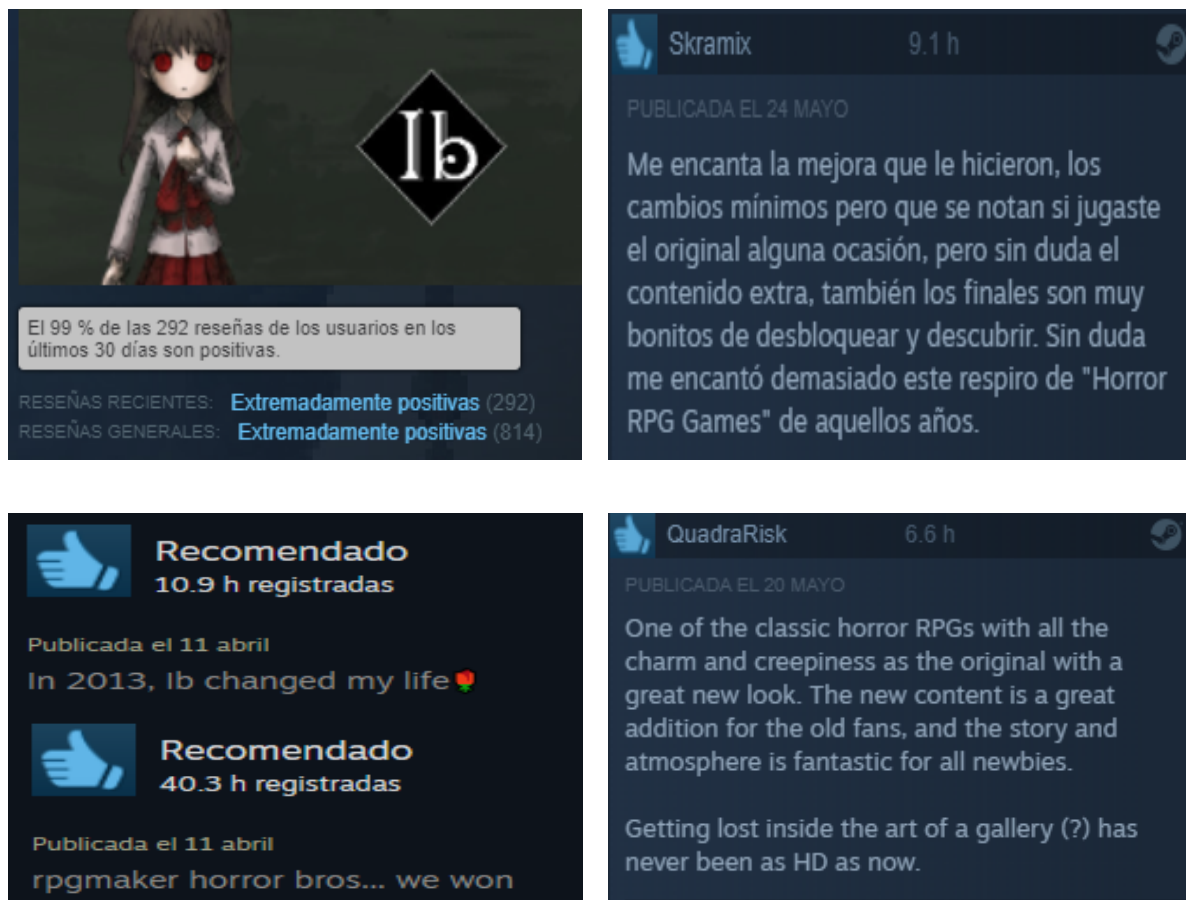 Ib
El 99 % de las 292 reseñas de los usuarios en los
últimos 30 días son positivas.
RESEÑAS RECIENTES: Extremadamente positivas (292)
RESEÑAS GENERALES: Extremadamente positivas (814)
Skramix 9.1 h
PUBLICADA EL 24 MAYO
Me encanta la mejora que le hicieron, los
cambios mínimos pero que se notan si jugaste
el original alguna ocasión, pero sin duda el
contenido extra, también los finales son muy
bonitos de desbloquear y descubrir. Sin duda
me encantó demasiado este respiro de "Horror
RPG Games" de aquellos años.
Recomendado
10.9 h registradas
Publicada el 11 abril
In 2013, Ib changed my life🌹
Recomendado
40.3 h registradas
Publicada el 11 abril
rpgmaker horror bros... we won
QuadraRisk 6.6 h
PUBLICADA EL 20 MAYO
One of the classic horror RPGs with all the
charm and creepiness as the original with a
great new look. The new content is a great
addition for the old fans, and the story and
atmosphere is fantastic for all newbies.
Getting lost inside the art of a gallery (?) has
never been as HD as now.